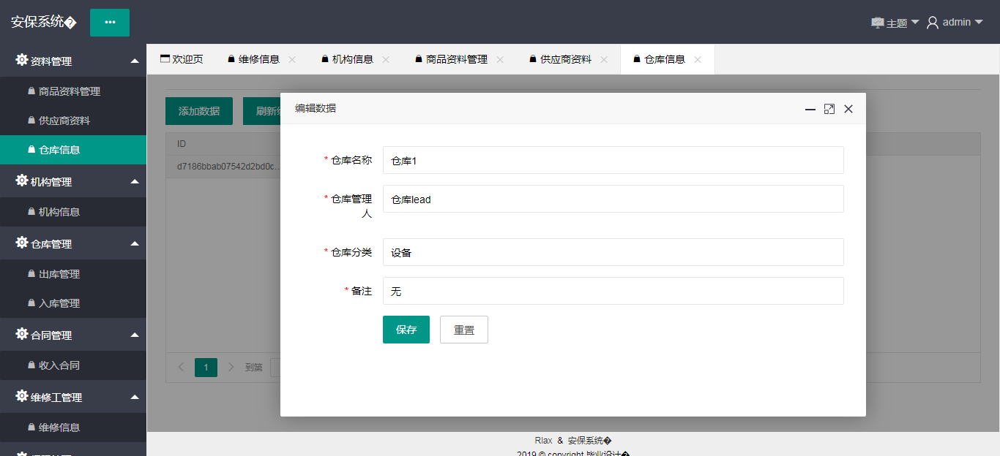 安保系统�
主题
admin
资料管理
商品资料管理
供应商资料
仓库信息
机构管理
机构信息
仓库管理
出库管理
入库管理
合同管理
收入合同
维修工管理
维修信息
欢迎页
维修信息
机构信息
商品资料管理
供应商资料
仓库信息
添加数据
刷新
ID
d7186bbab07542d2bd0c...
1
到第
编辑数据
* 仓库名称
仓库1
* 仓库管理
人
仓库lead
* 仓库分类
设备
* 备注
无
保存
重置
Rlax & 安保系统�
2019 © copyright 毕业设计�